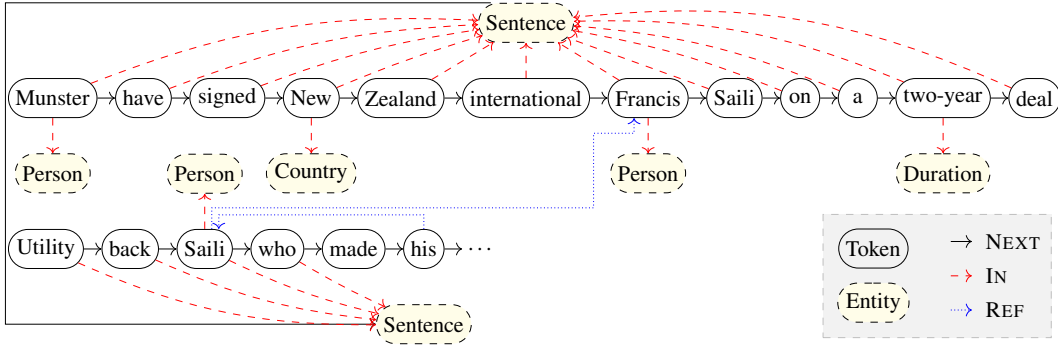 Sentence
Munster have signed New Zealand international Francis Saili on a two-year deal
Person Person Country Person Duration
Utility back Saili who made his ...
Sentence
Token NEXT
IN
Entity REF